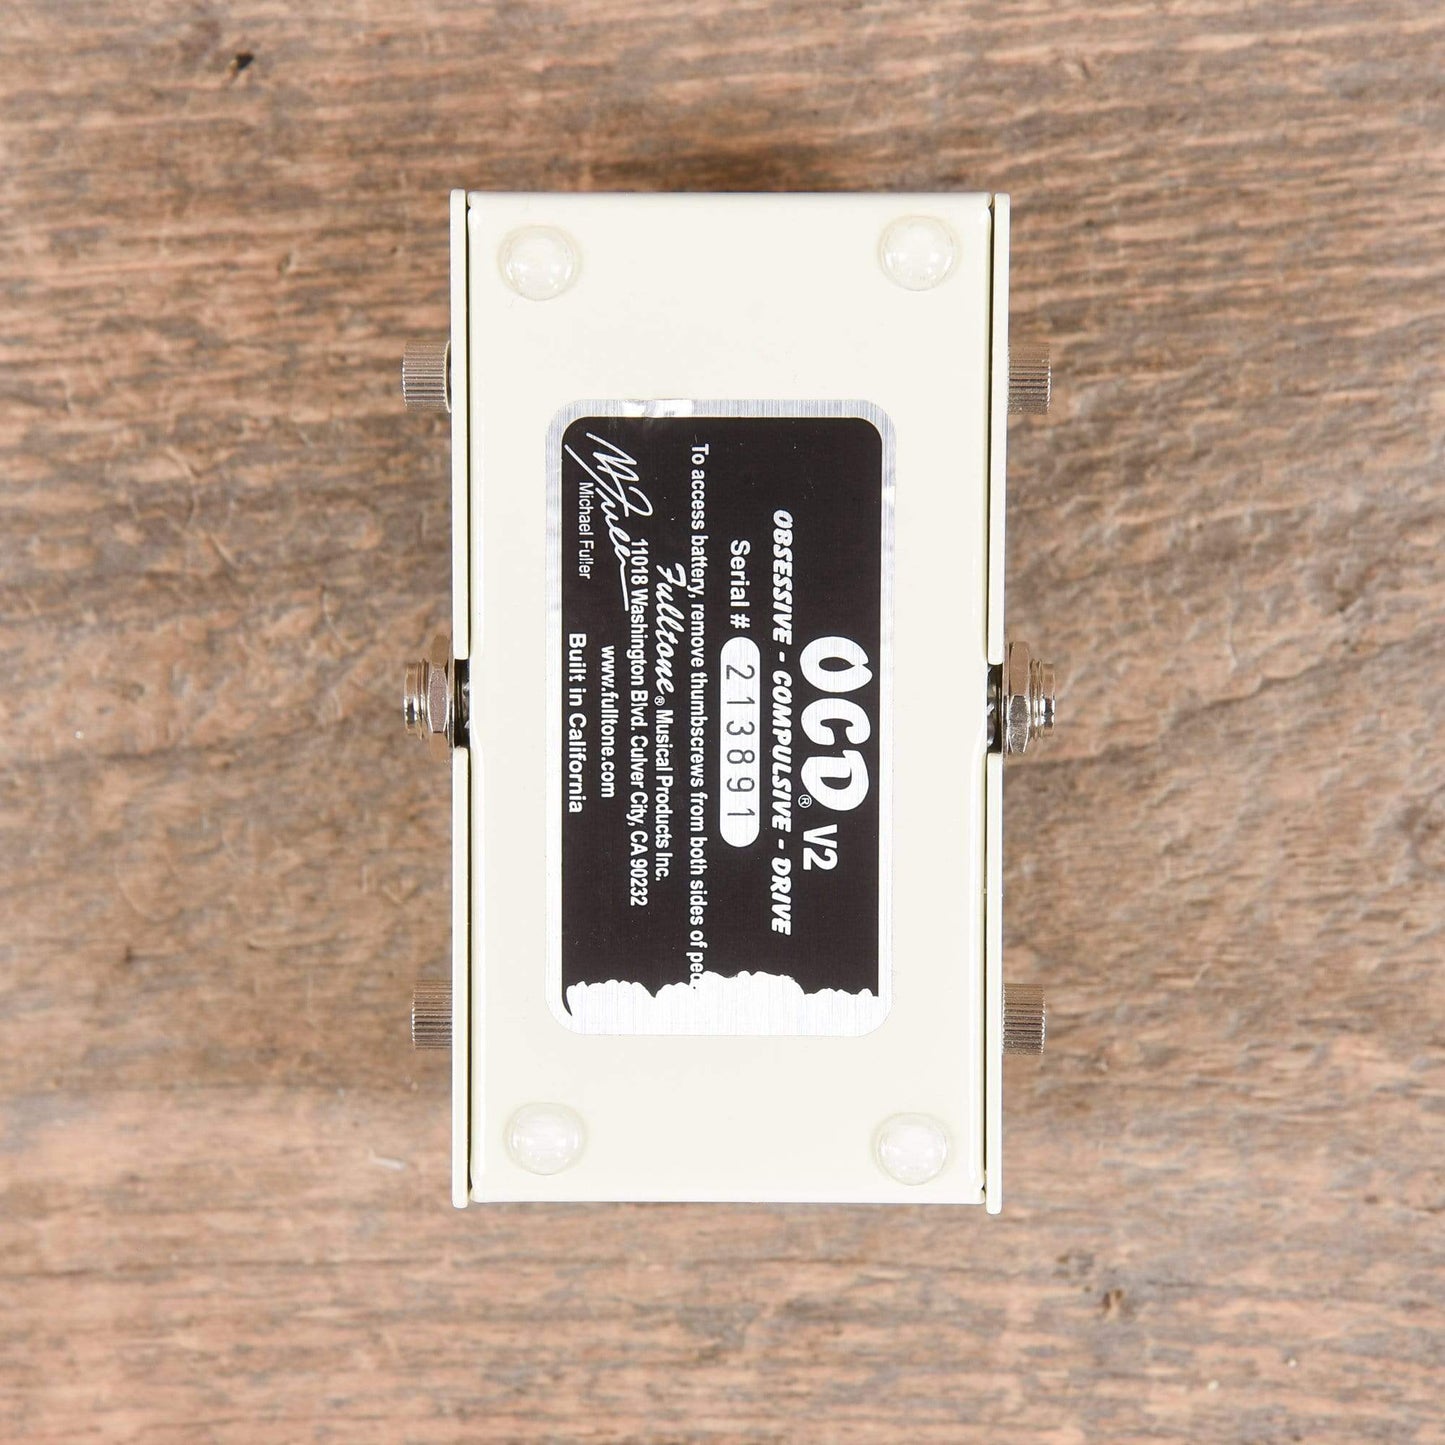 OCD® V2
OBSESSIVE - COMPULSIVE - DRIVE
Serial # 213891
To access battery, remove thumbscrews from both sides of
Fulltone® Musical Products Inc.
11018 Washington Blvd. Culver City, CA 90232
www.fulltone.com
Michael Fuller
Built in California